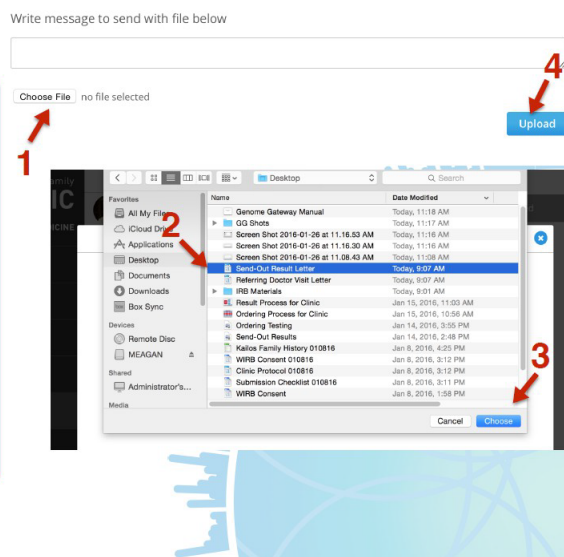 Write message to send with file below
4
Choose File no file selected
Upload
1
Desktop
Search
Favorites
Name Date Modified
All My Files
Genome Gateway Manual Today, 11:18 AM
iCloud Drive
GG Shots Today, 11:17 AM
2
Screen Shot 2016-01-26 at 11.16.53 AM Today, 11:16 AM
Applications
Screen Shot 2016-01-26 at 11.16.30 AM Today, 11:16 AM
Screen Shot 2016-01-26 at 11.08.43 AM Today, 11:08 AM
Desktop
Send-Out Result Letter Today, 9:07 AM
Documents
Referring Doctor Visit Letter Today, 9:07 AM
Downloads
IRB Materials Today, 9:01 AM
Box Sync
Result Process for Clinic Jan 15, 2016, 11:03 AM
Ordering Process for Clinic Jan 15, 2016, 10:56 AM
Devices
Ordering Testing Jan 14, 2016, 3:55 PM
Remote Disc
Send-Out Results Jan 14, 2016, 2:48 PM
MEAGAN
Kailos Family History 010816 Jan 8, 2016, 4:25 PM
WIRB Consent 010816 Jan 8, 2016, 3:12 PM
Shared
Clinic Protocol 010816 Jan 8, 2016, 3:12 PM
3
Administrator's...
Submission Checklist 010816 Jan 8, 2016, 3:11 PM
WIRB Consent Jan 8, 2016, 1:58 PM
Media
Cancel Choose